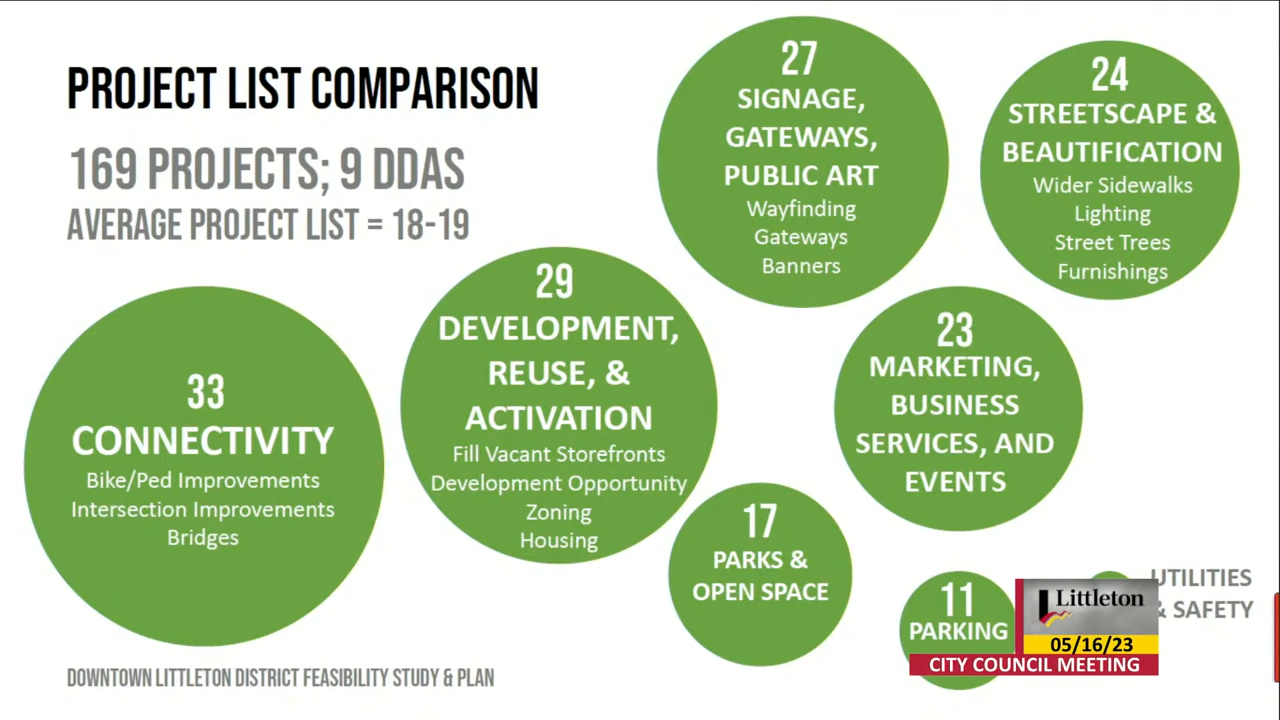 PROJECT LIST COMPARISON
169 PROJECTS; 9 DDAS
AVERAGE PROJECT LIST = 18-19
27
SIGNAGE,
GATEWAYS,
PUBLIC ART
Wayfinding
Gateways
Banners
24
STREETSCAPE &
BEAUTIFICATION
Wider Sidewalks
Lighting
Street Trees
Furnishings
33
CONNECTIVITY
Bike/Ped Improvements
Intersection Improvements
Bridges
29
DEVELOPMENT,
REUSE, &
ACTIVATION
Fill Vacant Storefronts
Development Opportunity
Zoning
Housing
23
MARKETING,
BUSINESS
SERVICES, AND
EVENTS
17
PARKS &
OPEN SPACE
11
PARKING
UTILITIES
& SAFETY
Littleton
05/16/23
CITY COUNCIL MEETING
DOWNTOWN LITTLETON DISTRICT FEASIBILITY STUDY & PLAN